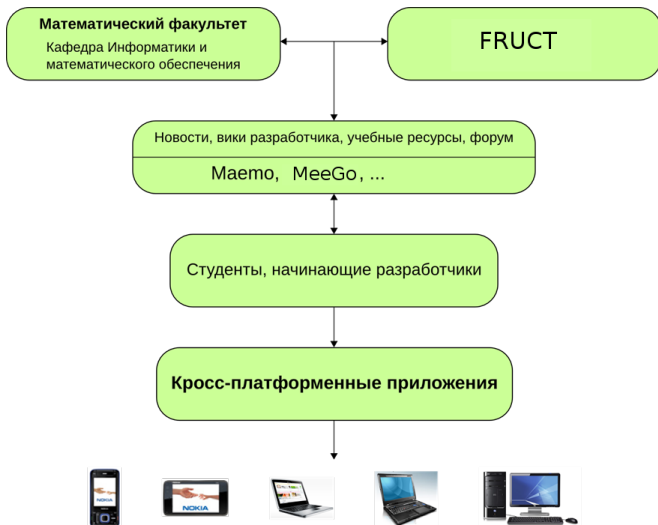 Математический факультет
Кафедра Информатики и
математического обеспечения
FRUCT
Новости, вики разработчика, учебные ресурсы, форум
Maemo, MeeGo, ...
Студенты, начинающие разработчики
Кросс-платформенные приложения
NOKIA
NOKIA